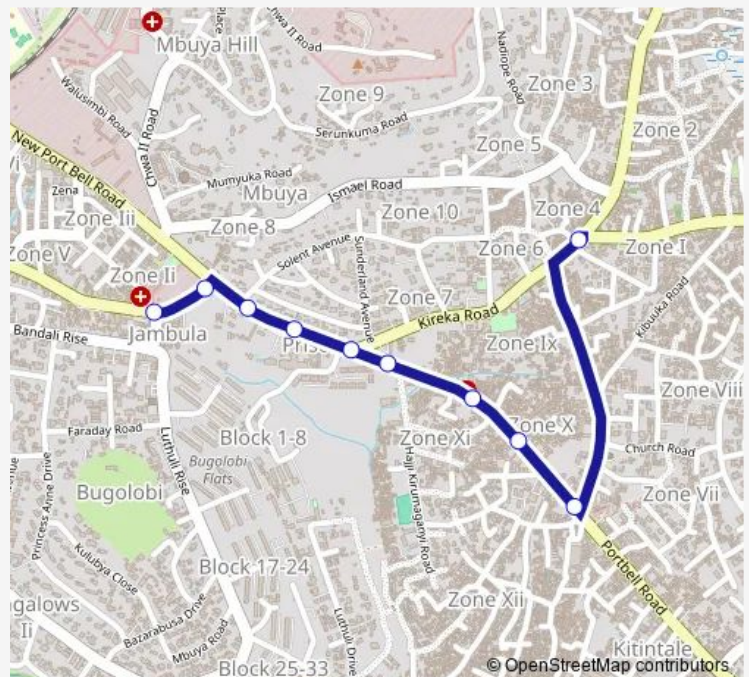 Place
hwa II Road
Mbuya Hill
Nadiope Road
Zone 3
Walusimbi Road
Zone 9
Chwa II Road
Serunkuma Road
Zone 2
Zone 5
New Port Bell Road
Mumyuka Road
Vi
Zena
Mbuya
Ismael Road
Zone Iii
Zone 10
Zone 4
Zone 8
Zone V
Solent Avenue
Sunderland Avenue
Zone 6
Zone I
Zone Ii
Zone 7
Kibuuka Road
Kireka Road
Jambula
Bandali Rise
Priso
Zone Ix
Zone Viii
Faraday Road
Block 1-8
Zone Xi
Zone X
Luthuli Rise
Bugolobi
Flats
Church Road
Bugolobi
Princess Anne Drive
Hajji Kirumaganyi Road
Zone Vii
Portbell Road
Kulubya Close
Block 17-24
Zone Xii
ngalows
Ii
Bazarabusa Drive
Mbuya Road
Luthuli Drive
Kitintale
Block 25-33
© OpenStreetMap contributors